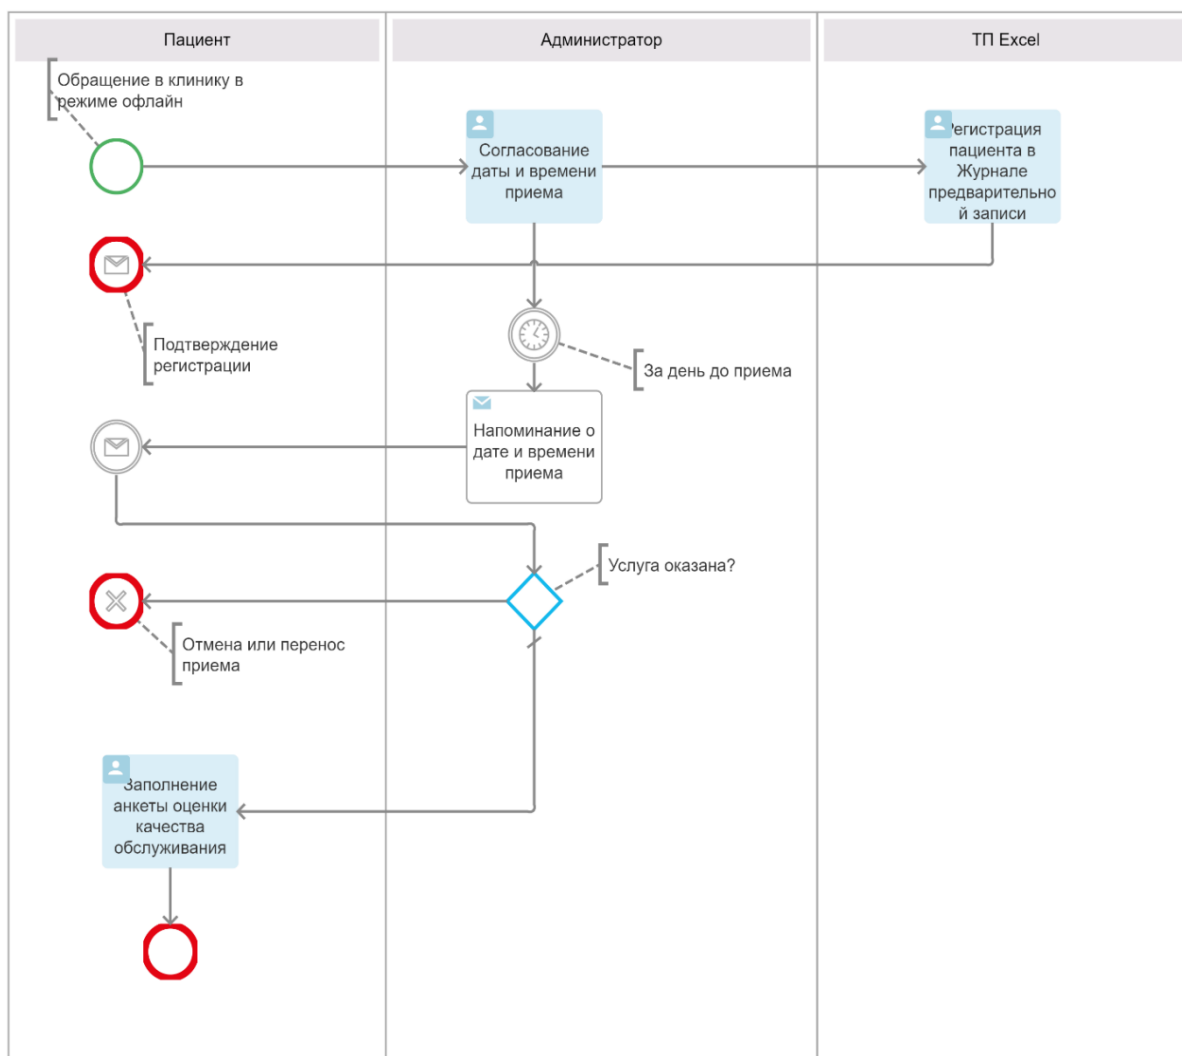 Пациент
Администратор
ТП Excel
Обращение в клинику в
режиме офлайн
Согласование
даты и времени
приема
Регистрация
пациента в
Журнале
предварительно
й записи
Подтверждение
регистрации
За день до приема
Напоминание о
дате и времени
приема
Услуга оказана?
Отмена или перенос
приема
Заполнение
анкеты оценки
качества
обслуживания